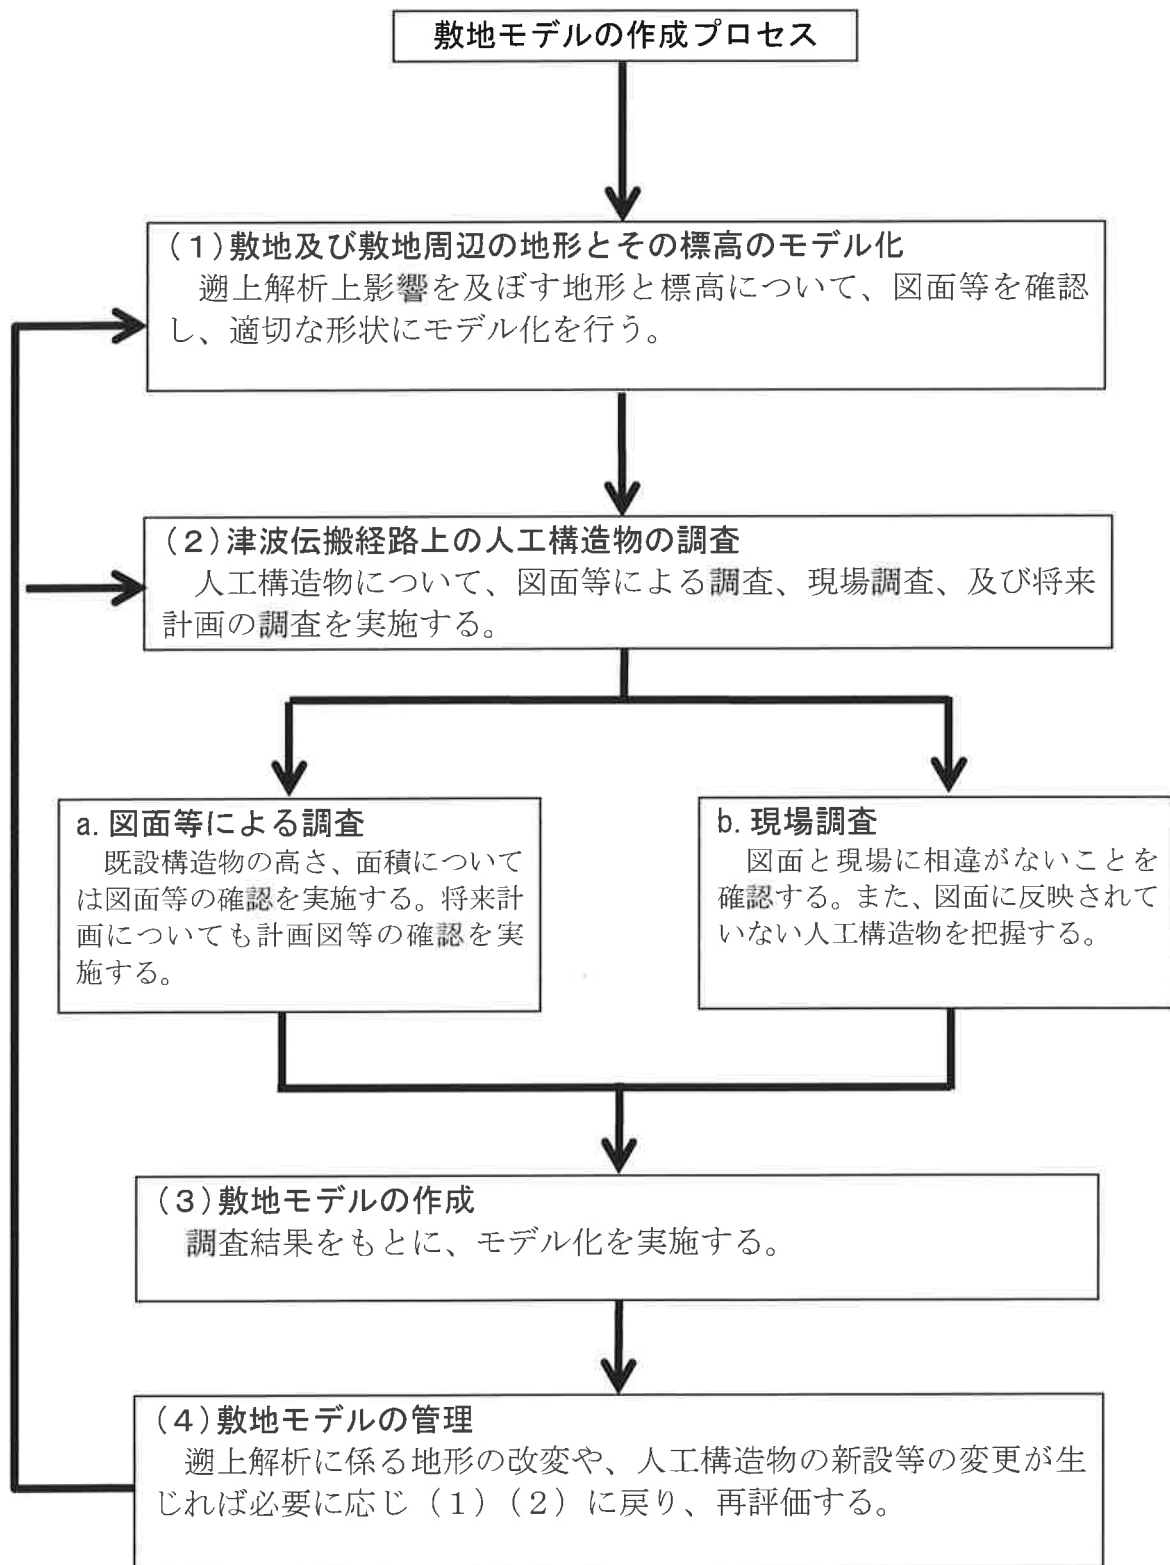 敷地モデルの作成プロセス
(1)敷地及び敷地周辺の地形とその標高のモデル化
遡上解析上影響を及ぼす地形と標高について、図面等を確認
し、適切な形状にモデル化を行う。
(2)津波伝搬経路上の人工構造物の調査
人工構造物について、図面等による調査、現場調査、及び将来
計画の調査を実施する。
a. 図面等による調査
既設構造物の高さ、面積につい
ては図面等の確認を実施する。将来計
画についても計画図等の確認を実
施する。
b. 現場調査
図面と現場に相違がないことを
確認する。また、図面に反映されて
いない人工構造物を把握する。
(3)敷地モデルの作成
調査結果をもとに、モデル化を実施する。
(4)敷地モデルの管理
遡上解析に係る地形の改変や、人工構造物の新設等の変更が生
じれば必要に応じ（1）（2）に戻り、再評価する。